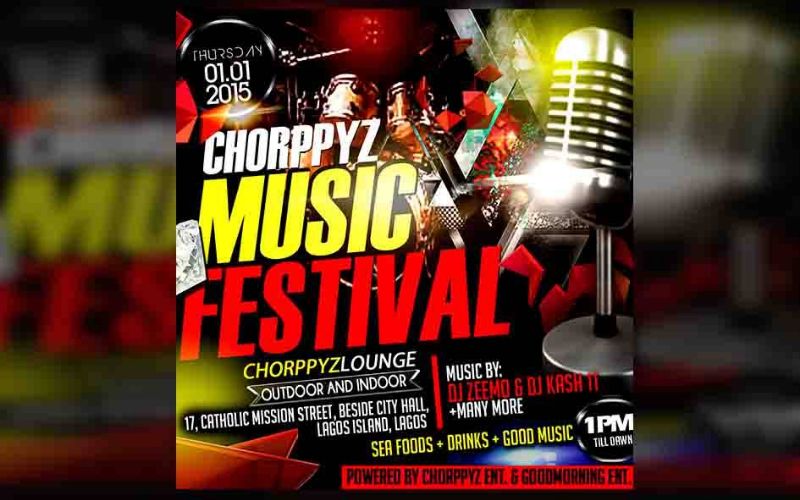 THURSDAY
01.01
2015
CHORPPYZ
MUSIC
FESTIVAL
CHORPPYZLOUNGE
OUTDOOR AND INDOOR
17, CATHOLIC MISSION STREET, BESIDE CITY HALL,
LAGOS ISLAND, LAGOS
MUSIC BY:
DJ ZEEMO & DJ KASH TI
+MANY MORE
SEA FOODS + DRINKS + GOOD MUSIC
1PM
TILL DAWN
POWERED BY CHORPPYZ ENT. & GOODMORNING ENT.